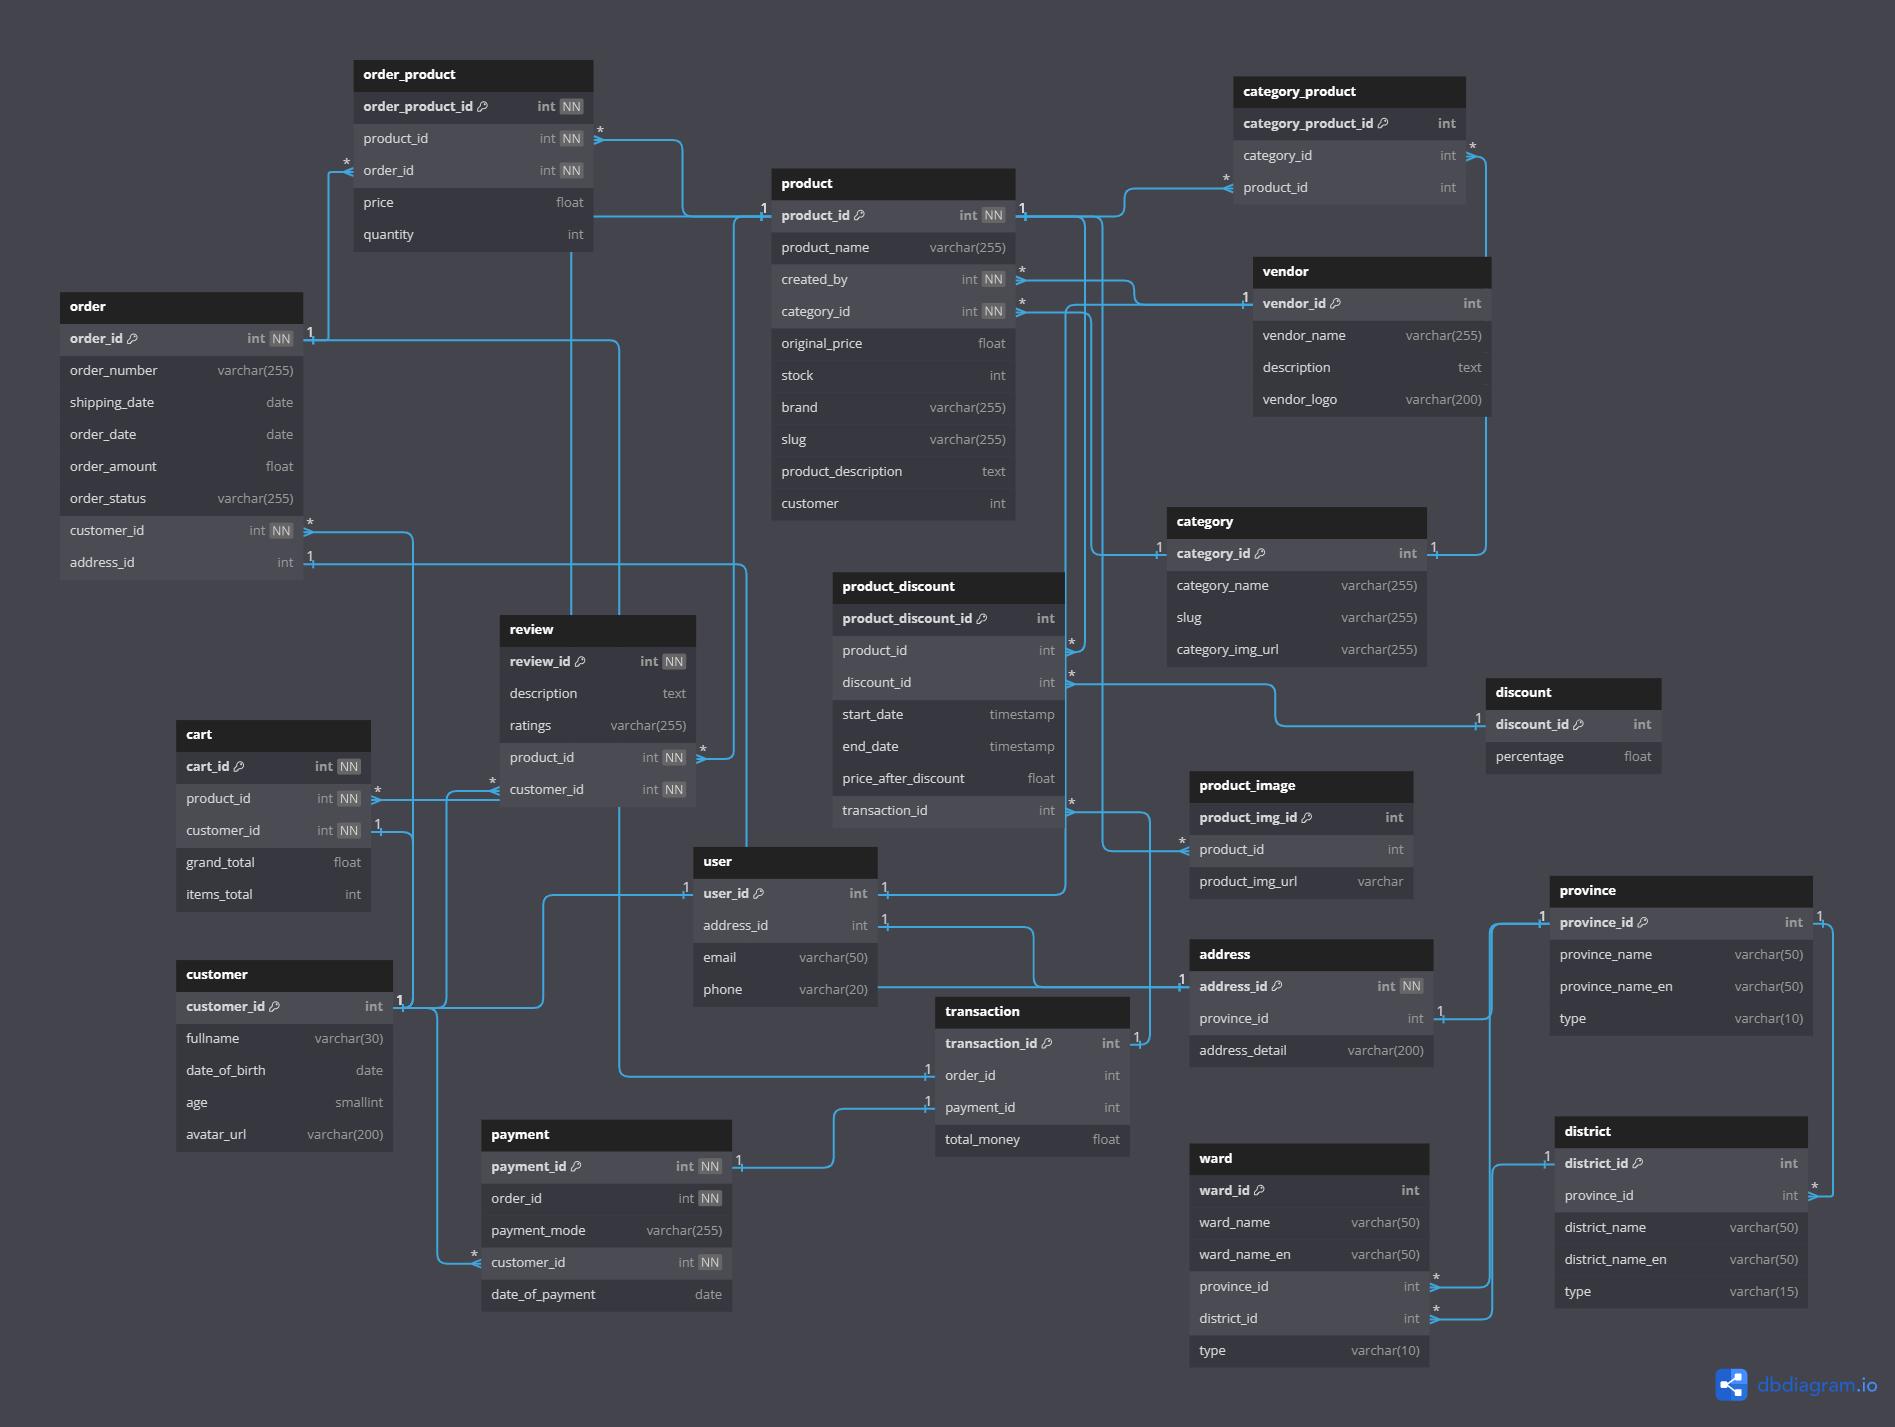 order_product
order_product_id int NN
product_id int NN
order_id int NN
price float
quantity int
category_product
category_product_id int
category_id int
product_id int
product
product_id int NN
product_name varchar(255)
created_by int NN
category_id int NN
original_price float
stock int
brand varchar(255)
slug varchar(255)
product_description text
customer int
vendor
vendor_id int
vendor_name varchar(255)
description text
vendor_logo varchar(200)
order
order_id int NN
order_number varchar(255)
shipping_date date
order_date date
order_amount float
order_status varchar(255)
customer_id int NN
address_id int
category
category_id int
category_name varchar(255)
slug varchar(255)
category_img_url varchar(255)
product_discount
product_discount_id int
product_id int
discount_id int
start_date timestamp
end_date timestamp
price_after_discount float
transaction_id int
review
review_id int NN
description text
ratings varchar(255)
product_id int NN
customer_id int NN
discount
discount_id int
percentage float
cart
cart_id int NN
product_id int NN
customer_id int NN
grand_total float
items_total int
product_image
product_img_id int
product_id int
product_img_url varchar
user
user_id int
address_id int
email varchar(50)
phone varchar(20)
province
province_id int
province_name varchar(50)
province_name_en varchar(50)
type varchar(10)
address
address_id int NN
province_id int
address_detail varchar(200)
customer
customer_id int
fullname varchar(30)
date_of_birth date
age smallint
avatar_url varchar(200)
transaction
transaction_id int
order_id int
payment_id int
total_money float
payment
payment_id int NN
order_id int NN
payment_mode varchar(255)
customer_id int NN
date_of_payment date
district
district_id int
province_id int
district_name varchar(50)
district_name_en varchar(50)
type varchar(15)
ward
ward_id int
ward_name varchar(50)
ward_name_en varchar(50)
province_id int
district_id int
type varchar(10)
dbdiagram.io